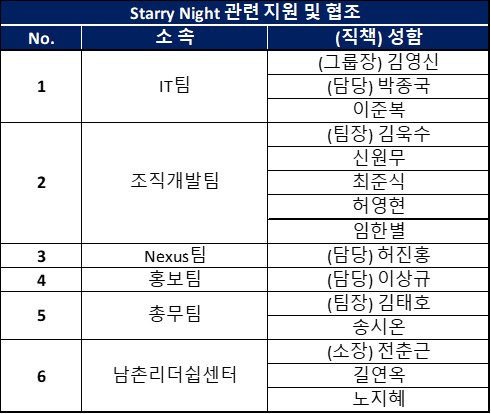 Starry Night 관련 지원 및 협조
No. 소 속 (직책) 성함
1 IT팀 (그룹장) 김영신
(담당) 박종국
이준복
2 조직개발팀 (팀장) 김욱수
신원무
최준식
허영현
임한별
3 Nexus팀 (담당) 허진홍
4 홍보팀 (담당) 이상규
5 총무팀 (팀장) 김태호
송시온
6 남촌리더쉽센터 (소장) 전춘근
길연옥
노지혜